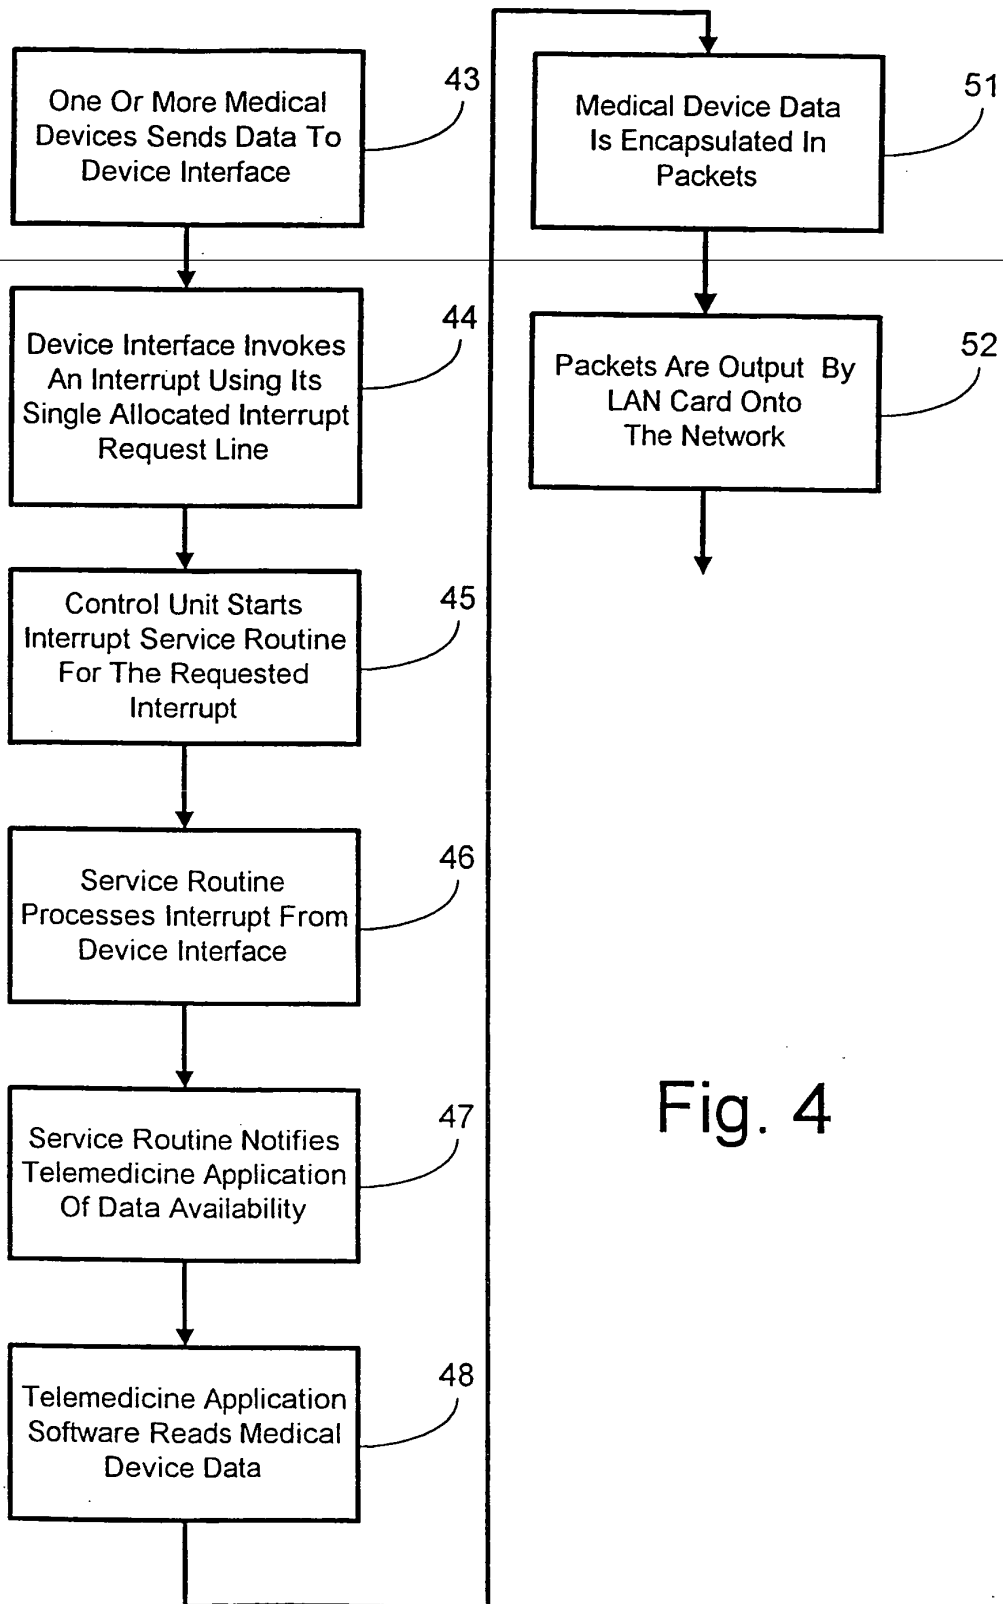 One Or More Medical
Devices Sends Data To
Device Interface
43
Device Interface Invokes
An Interrupt Using Its
Single Allocated Interrupt
Request Line
44
Control Unit Starts
Interrupt Service Routine
For The Requested
Interrupt
45
Service Routine
Processes Interrupt From
Device Interface
46
Service Routine Notifies
Telemedicine Application
Of Data Availability
47
Telemedicine Application
Software Reads Medical
Device Data
48
Medical Device Data
Is Encapsulated In
Packets
51
Packets Are Output By
LAN Card Onto
The Network
52
Fig. 4